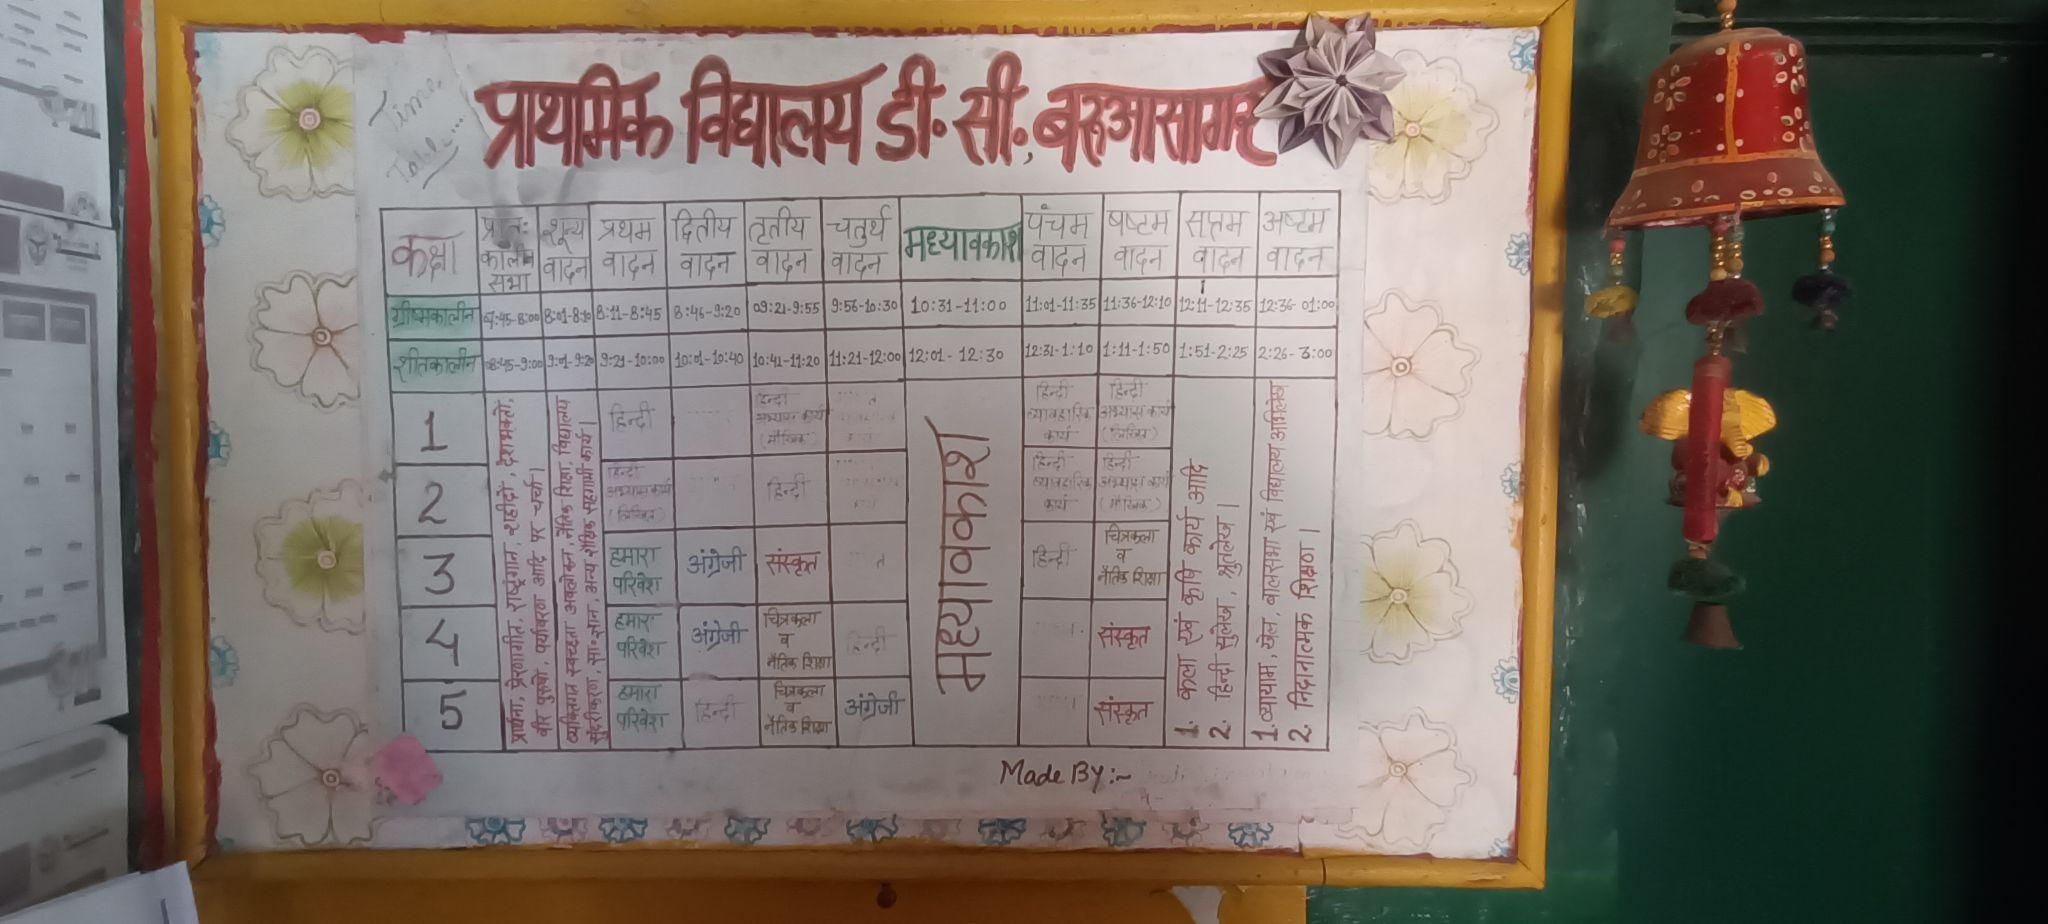 Time
Table....
प्राथमिक विद्यालय डी. सी. बरूआसागर
कक्षा प्रातः कालीन सभा शून्य वादन प्रथम वादन द्वितीय वादन तृतीय वादन चतुर्थ वादन मध्यावकाश पंचम वादन षष्टम वादन सप्तम वादन अष्टम वादन
ग्रीष्मकालीन 07:45-8:00 8:01-8:10 8:11-8:45 8:46-9:20 09:21-9:55 9:56-10:30 10:31-11:00 11:01-11:35 11:36-12:10 12:11-12:35 12:36-01:00
शीतकालीन 08:45-9:00 9:01-9:20 9:21-10:00 10:01-10:40 10:41-11:20 11:21-12:00 12:01-12:30 12:31-1:10 1:11-1:50 1:51-2:25 2:26-3:00
प्रार्थना, प्रेरणागीत, राष्ट्रगान, शहीदों, देशभक्तों,
वीर पुरुषों, पर्यावरण आदि पर चर्चा।
व्यक्तिगत स्वच्छता अवलोकन, नैतिक शिक्षा, विद्यालय
सुंदरीकरण, सा. ज्ञान, अन्य शैक्षिक सहगामी कार्य।
1 हिन्दी हिन्दी अभ्यास कार्य (मौखिक) हिन्दी व्यावहारिक कार्य हिन्दी अभ्यास कार्य (लिखित)
2 हिन्दी अभ्यास कार्य (लिखित) हिन्दी हिन्दी व्यावहारिक कार्य हिन्दी अभ्यास कार्य (मौखिक)
3 हमारा परिवेश अंग्रेजी संस्कृत हिन्दी चित्रकला व नैतिक शिक्षा
4 हमारा परिवेश अंग्रेजी चित्रकला व नैतिक शिक्षा हिन्दी संस्कृत
5 हमारा परिवेश हिन्दी चित्रकला व नैतिक शिक्षा अंग्रेजी संस्कृत
मध्यावकाश
1. कला एवं कृषि कार्य आदि
2. हिन्दी सुलेख, श्रुतलेख।
1. व्यायाम, खेल, बालसभा एवं विद्यालय अभिलेख
2. निदानात्मक शिक्षण।
Made By:-